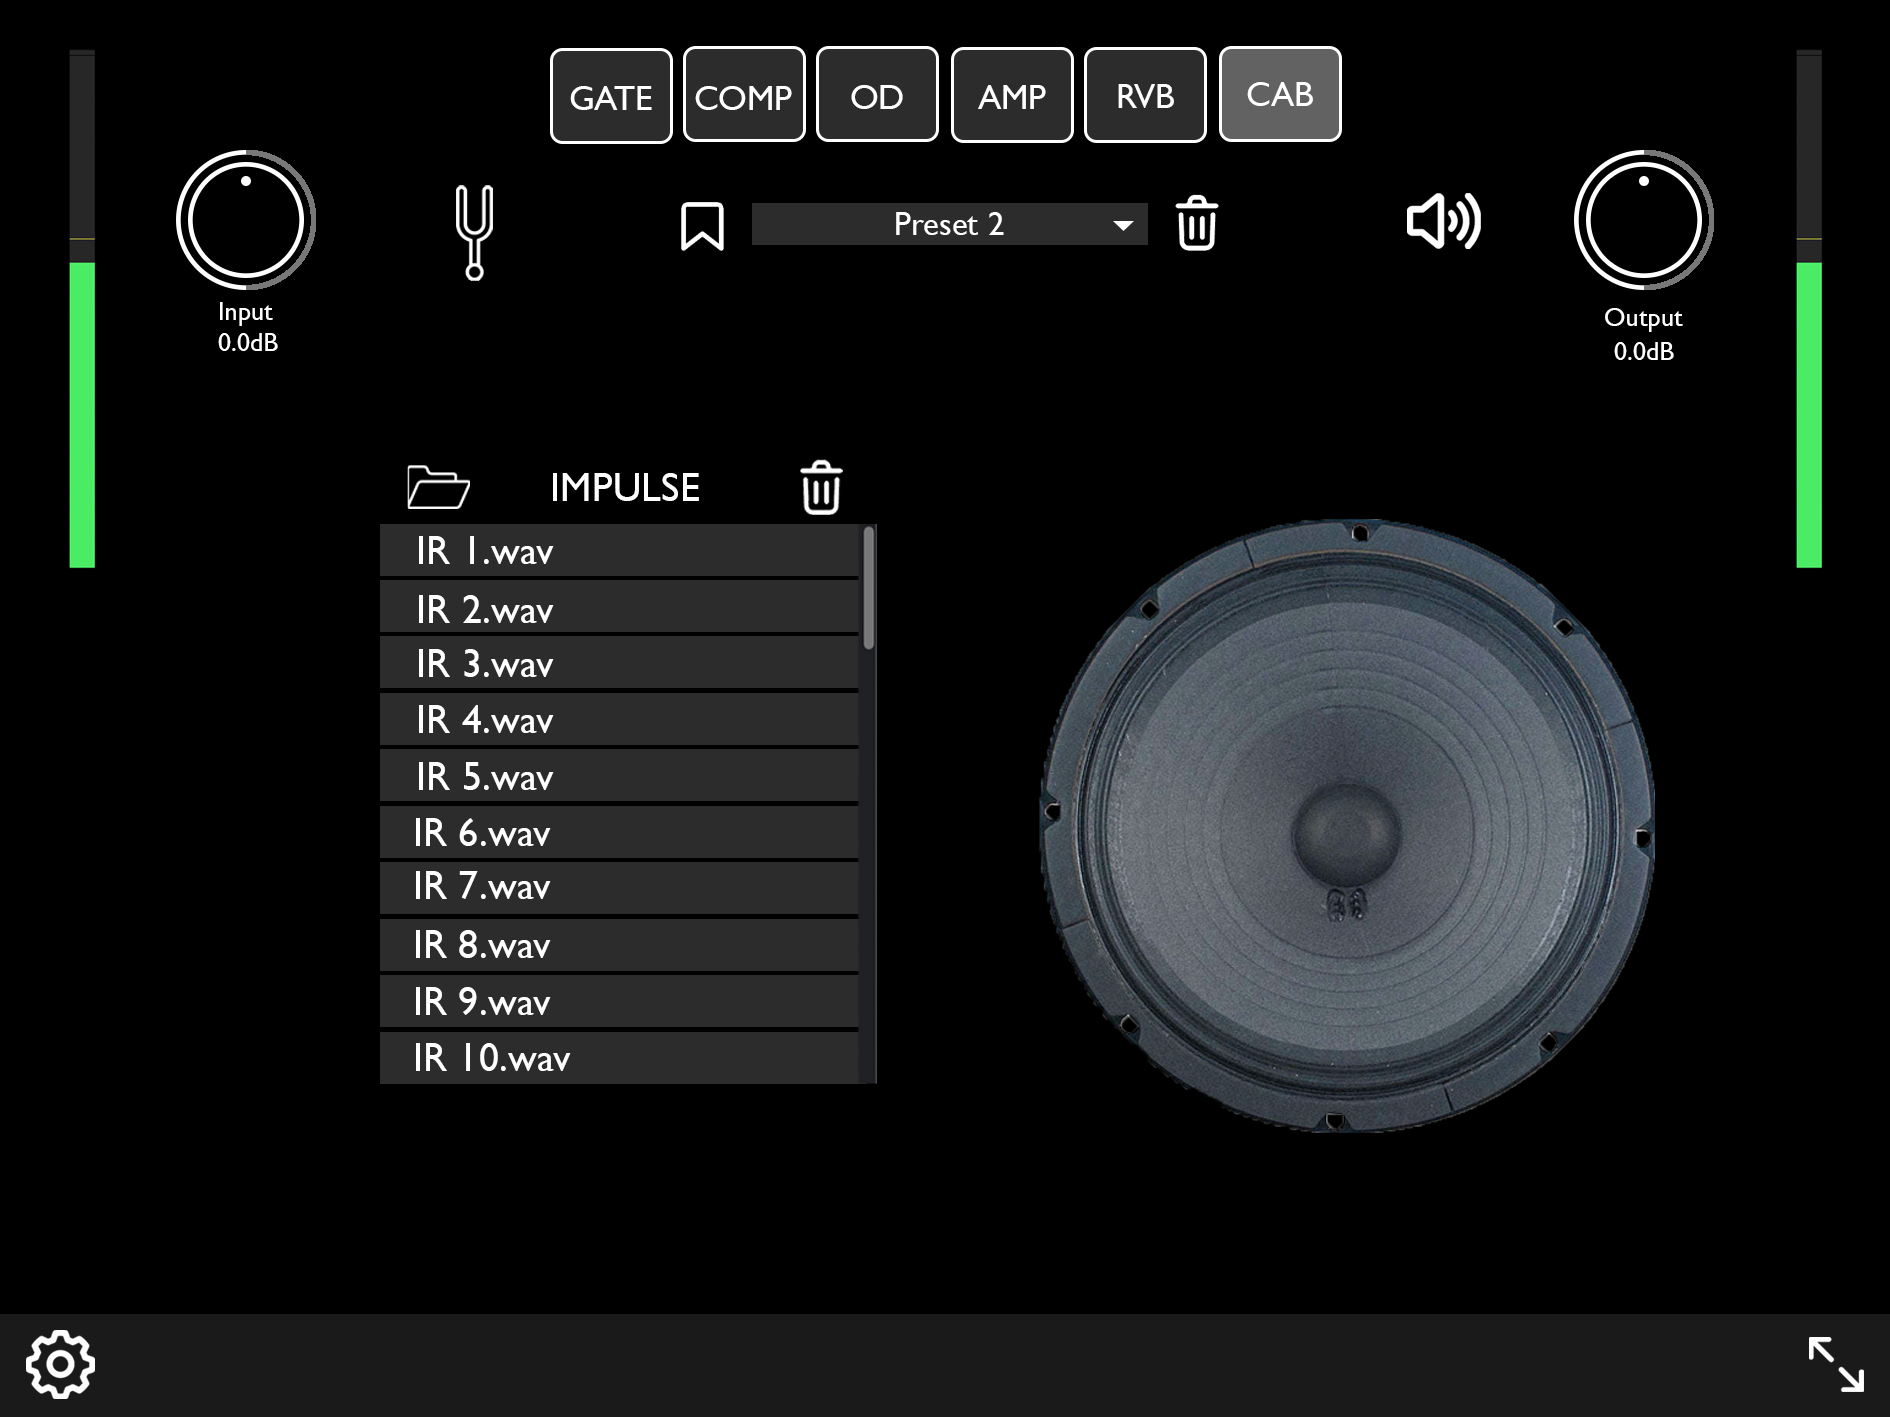 GATE COMP OD AMP RVB CAB
Preset 2
Input
0.0dB
Output
0.0dB
IMPULSE
IR 1.wav
IR 2.wav
IR 3.wav
IR 4.wav
IR 5.wav
IR 6.wav
IR 7.wav
IR 8.wav
IR 9.wav
IR 10.wav